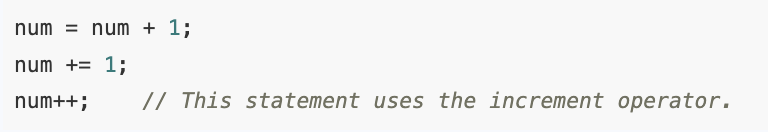 num = num + 1;
num += 1;
num++;    // This statement uses the increment operator.